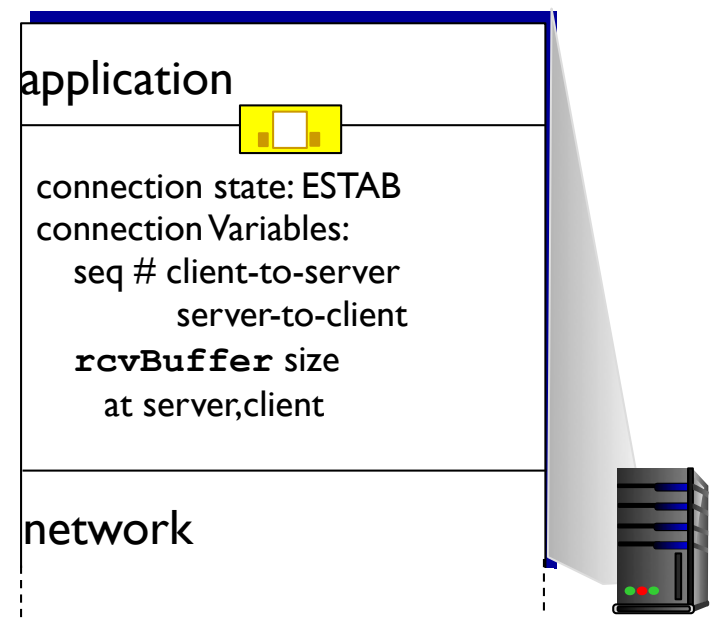 application
connection state: ESTAB
connection Variables:
seq # client-to-server
server-to-client
rcvBuffer size
at server,client
network